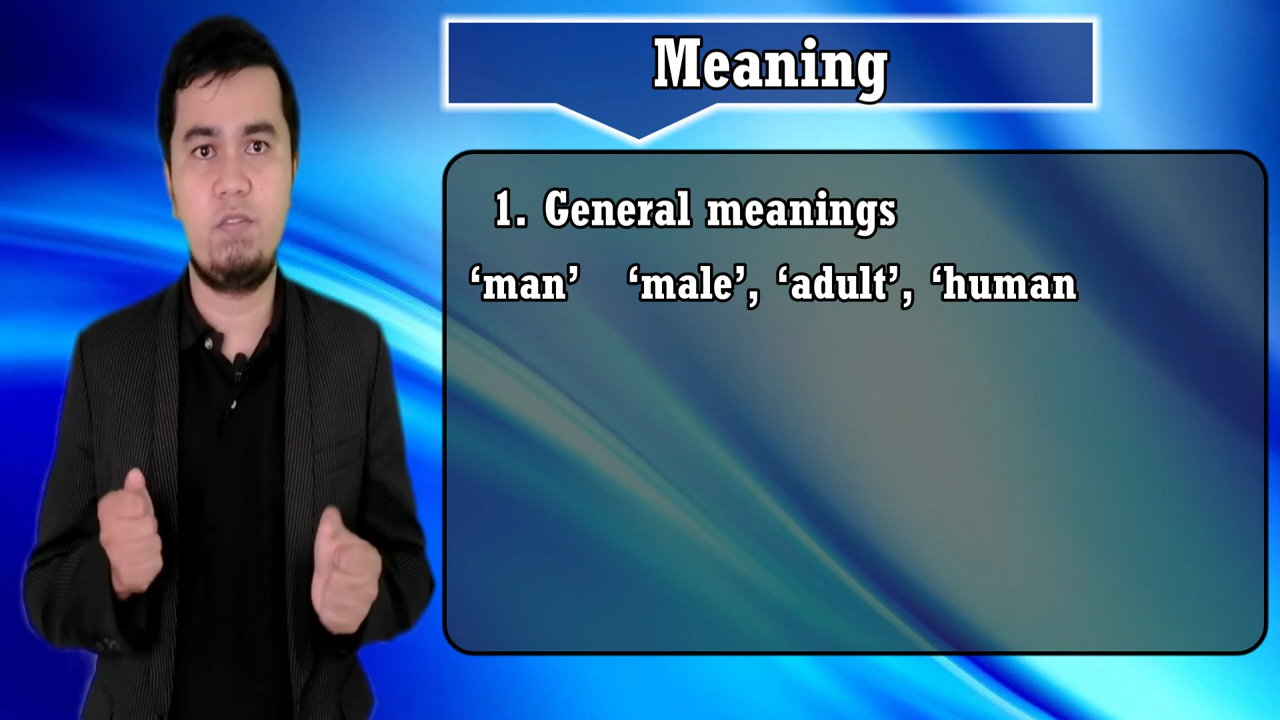 Meaning
1. General meanings
‘man’ ‘male’, ‘adult’, ‘human